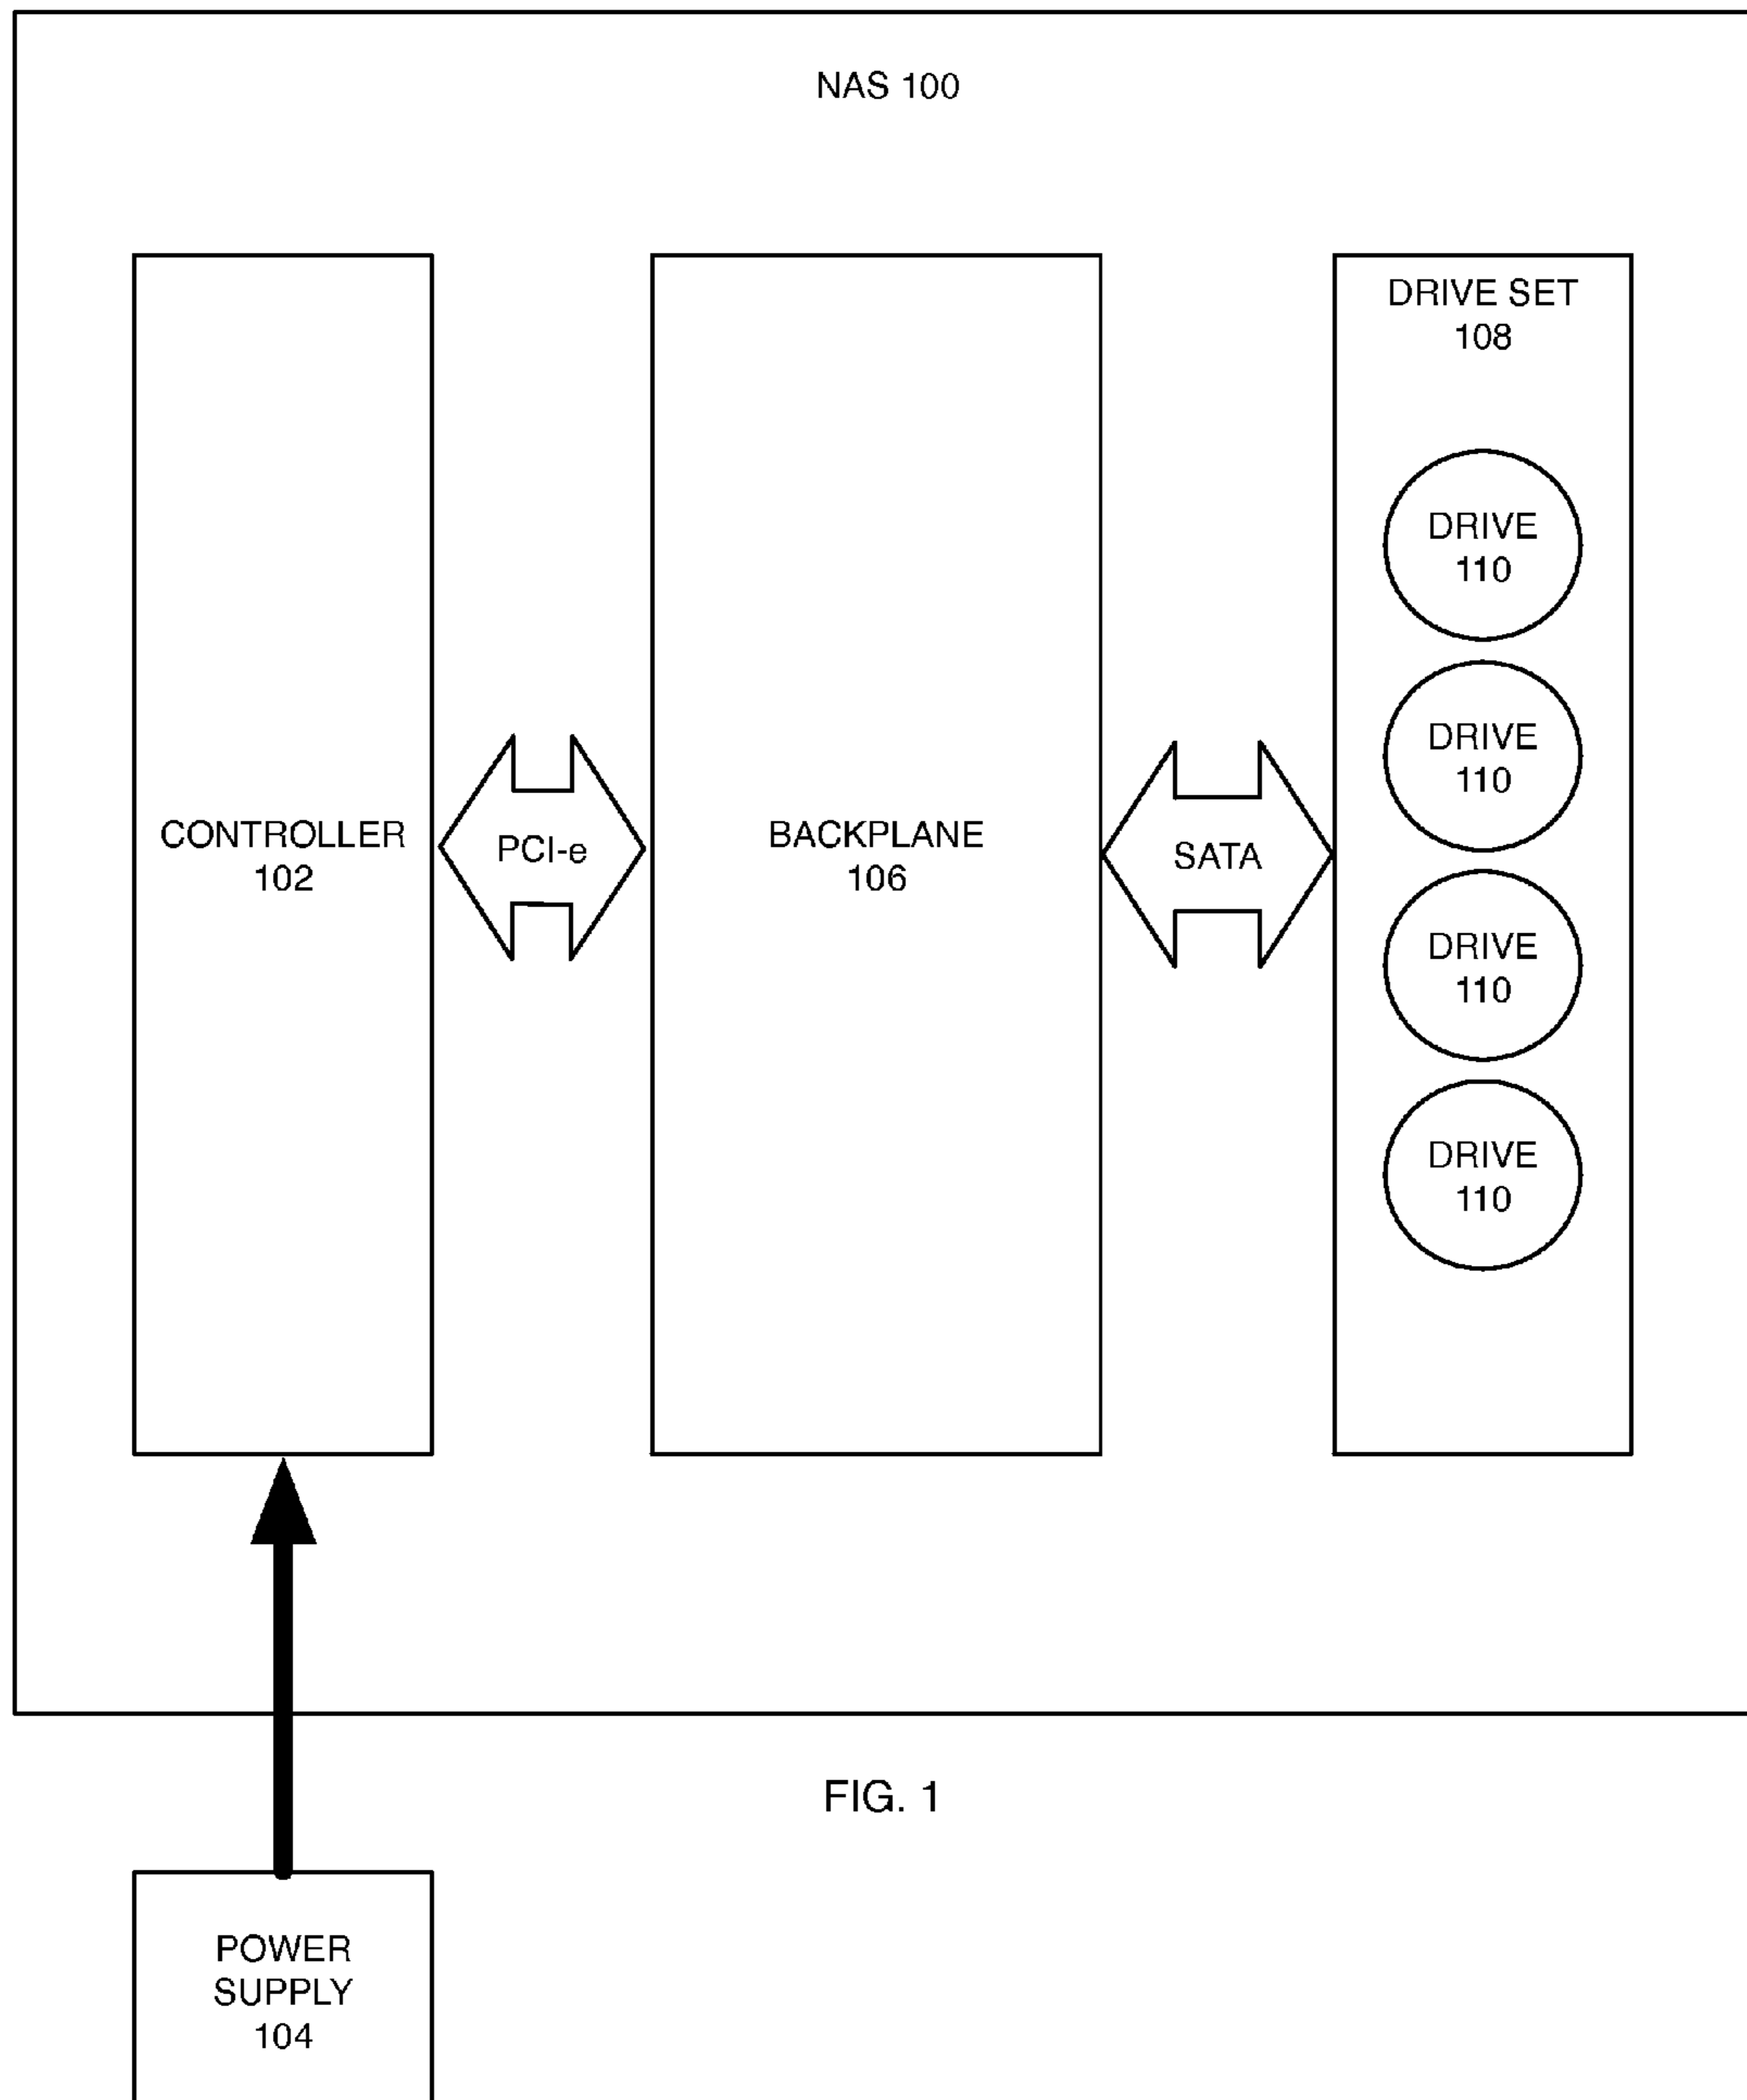 NAS 100
CONTROLLER
102
PCI-e
BACKPLANE
106
SATA
DRIVE SET
108
DRIVE
110
DRIVE
110
DRIVE
110
DRIVE
110
FIG. 1
POWER
SUPPLY
104